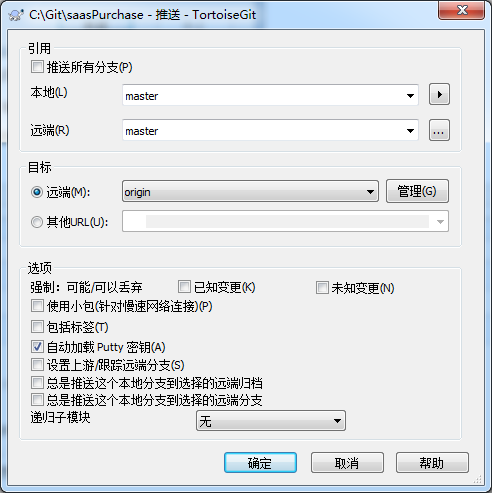 C:\Git\saasPurchase - 推送 - TortoiseGit
引用
推送所有分支(P)
本地(L) master
远端(R) master ...
目标
远端(M): origin 管理(G)
其他URL(U):
选项
强制：可能/可以丢弃 已知变更(K) 未知变更(N)
使用小包(针对慢速网络连接)(P)
包括标签(T)
自动加载 Putty 密钥(A)
设置上游/跟踪远端分支(S)
总是推送这个本地分支到选择的远端归档
总是推送这个本地分支到选择的远端分支
递归子模块 无
确定 取消 帮助